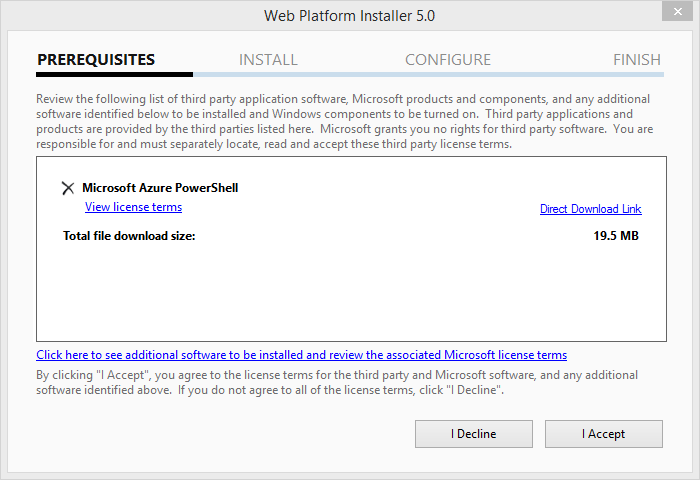 Web Platform Installer 5.0
PREREQUISITES INSTALL CONFIGURE FINISH
Review the following list of third party application software, Microsoft products and components, and any additional
software identified below to be installed and Windows components to be turned on.  Third party applications and
products are provided by the third parties listed here.  Microsoft grants you no rights for third party software.  You are
responsible for and must separately locate, read and accept these third party license terms.
Microsoft Azure PowerShell
View license terms Direct Download Link
Total file download size: 19.5 MB
Click here to see additional software to be installed and review the associated Microsoft license terms
By clicking "I Accept", you agree to the license terms for the third party and Microsoft software, and any additional
software identified above.  If you do not agree to all of the license terms, click "I Decline".
I Decline I Accept